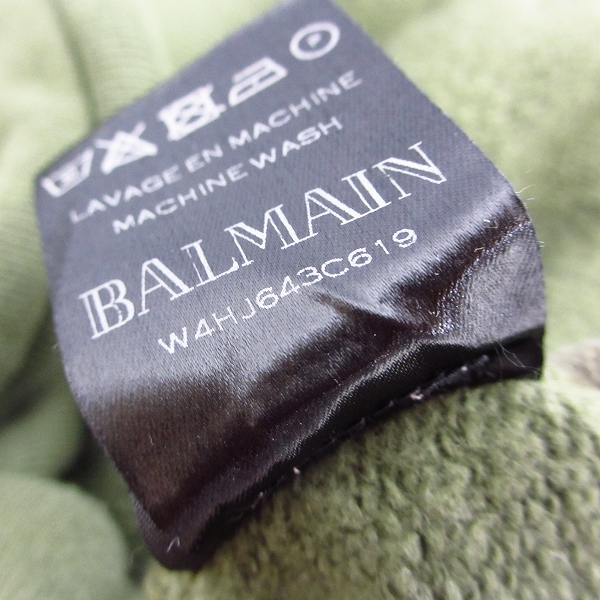 P
LAVAGE EN MACHINE
MACHINE WASH
BALMAIN
W4HJ643C619